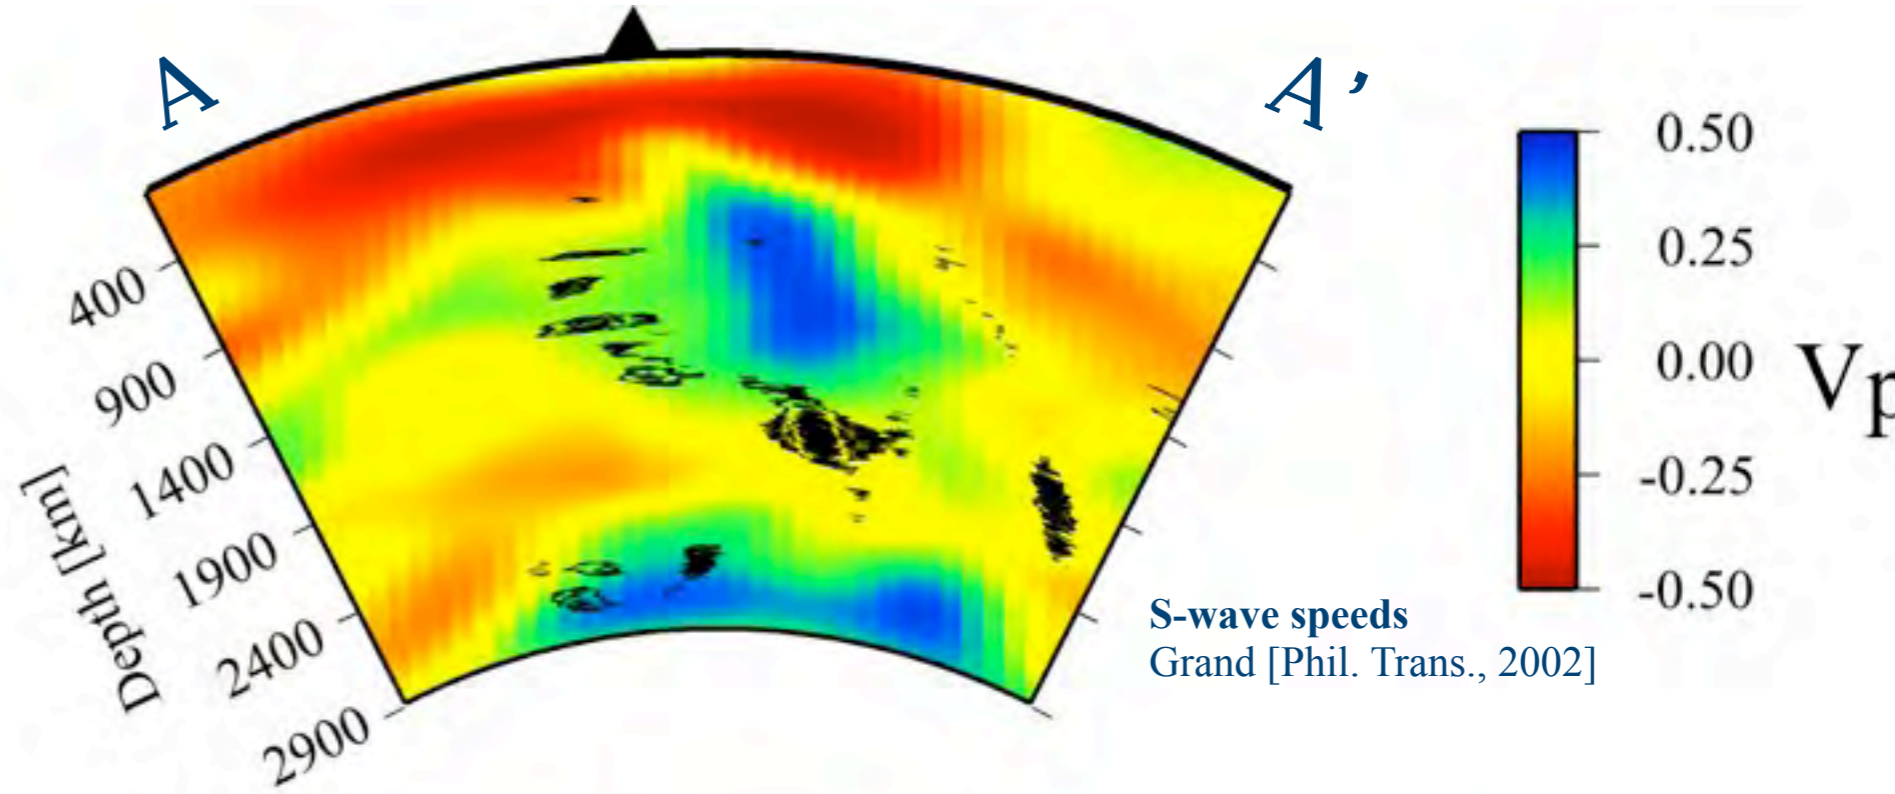 A
A’
400
900
1400
1900
2400
2900
Depth [km]
0.50
0.25
0.00
-0.25
-0.50
Vp
S-wave speeds
Grand [Phil. Trans., 2002]